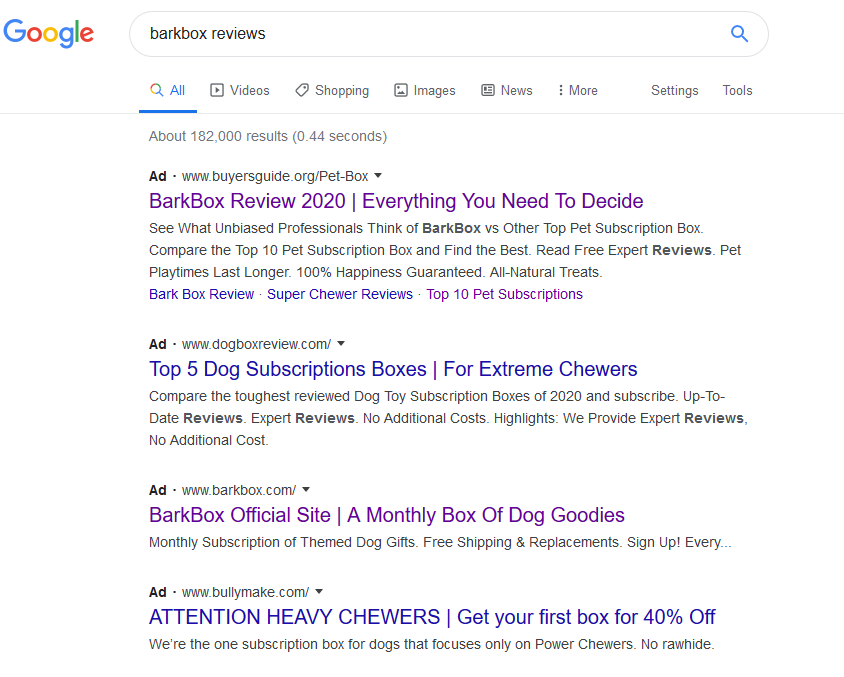 Google
barkbox reviews
All Videos Shopping Images News More Settings Tools
About 182,000 results (0.44 seconds)
Ad · www.buyersguide.org/Pet-Box
BarkBox Review 2020 | Everything You Need To Decide
See What Unbiased Professionals Think of BarkBox vs Other Top Pet Subscription Box.
Compare the Top 10 Pet Subscription Box and Find the Best. Read Free Expert Reviews. Pet
Playtimes Last Longer. 100% Happiness Guaranteed. All-Natural Treats.
Bark Box Review · Super Chewer Reviews · Top 10 Pet Subscriptions
Ad · www.dogboxreview.com/
Top 5 Dog Subscriptions Boxes | For Extreme Chewers
Compare the toughest reviewed Dog Toy Subscription Boxes of 2020 and subscribe. Up-To-
Date Reviews. Expert Reviews. No Additional Costs. Highlights: We Provide Expert Reviews,
No Additional Cost.
Ad · www.barkbox.com/
BarkBox Official Site | A Monthly Box Of Dog Goodies
Monthly Subscription of Themed Dog Gifts. Free Shipping & Replacements. Sign Up! Every...
Ad · www.bullymake.com/
ATTENTION HEAVY CHEWERS | Get your first box for 40% Off
We’re the one subscription box for dogs that focuses only on Power Chewers. No rawhide.